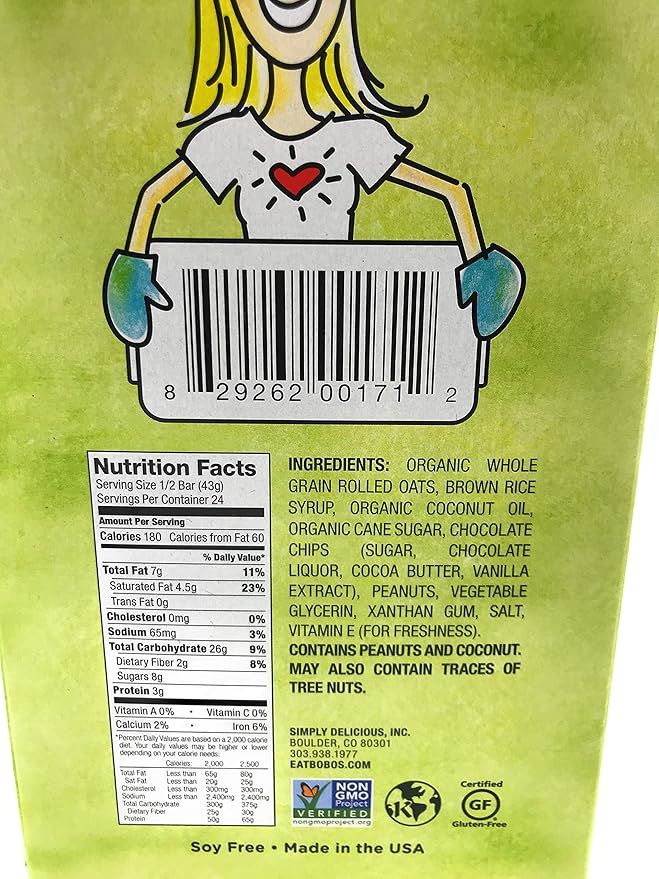 8 29262 00171 2
Nutrition Facts
Serving Size 1/2 Bar (43g)
Servings Per Container 24
Amount Per Serving
Calories 180 Calories from Fat 60
% Daily Value*
Total Fat 7g 11%
Saturated Fat 4.5g 23%
Trans Fat 0g
Cholesterol 0mg 0%
Sodium 65mg 3%
Total Carbohydrate 26g 9%
Dietary Fiber 2g 8%
Sugars 8g
Protein 3g
Vitamin A 0% • Vitamin C 0%
Calcium 2% • Iron 6%
*Percent Daily Values are based on a 2,000 calorie
diet. Your daily values may be higher or lower
depending on your calorie needs:
Calories: 2,000 2,500
Total Fat Less than 65g 80g
Sat Fat Less than 20g 25g
Cholesterol Less than 300mg 300mg
Sodium Less than 2,400mg 2,400mg
Total Carbohydrate 300g 375g
Dietary Fiber 25g 30g
Protein 50g 65g
INGREDIENTS: ORGANIC WHOLE
GRAIN ROLLED OATS, BROWN RICE
SYRUP, ORGANIC COCONUT OIL,
ORGANIC CANE SUGAR, CHOCOLATE
CHIPS (SUGAR, CHOCOLATE
LIQUOR, COCOA BUTTER, VANILLA
EXTRACT), PEANUTS, VEGETABLE
GLYCERIN, XANTHAN GUM, SALT,
VITAMIN E (FOR FRESHNESS).
CONTAINS PEANUTS AND COCONUT.
MAY ALSO CONTAIN TRACES OF
TREE NUTS.
SIMPLY DELICIOUS, INC.
BOULDER, CO 80301
303.938.1977
EATBOBOS.COM
NON
GMO
Project
VERIFIED
nongmoproject.org
K
Certified
GF
Gluten-Free
Soy Free • Made in the USA